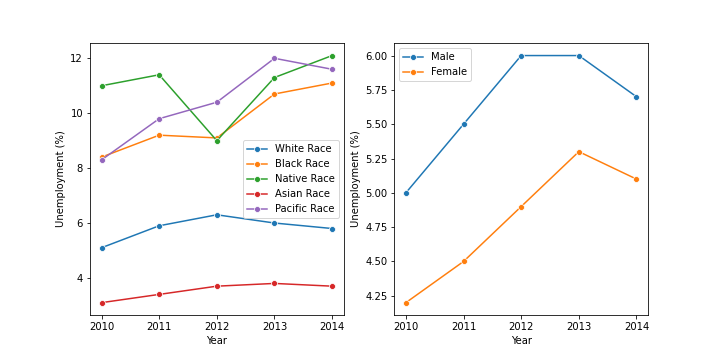 12
10
8
6
4
Unemployment (%)
2010 2011 2012 2013 2014
Year
White Race
Black Race
Native Race
Asian Race
Pacific Race
6.00
5.75
5.50
5.25
5.00
4.75
4.50
4.25
Unemployment (%)
2010 2011 2012 2013 2014
Year
Male
Female